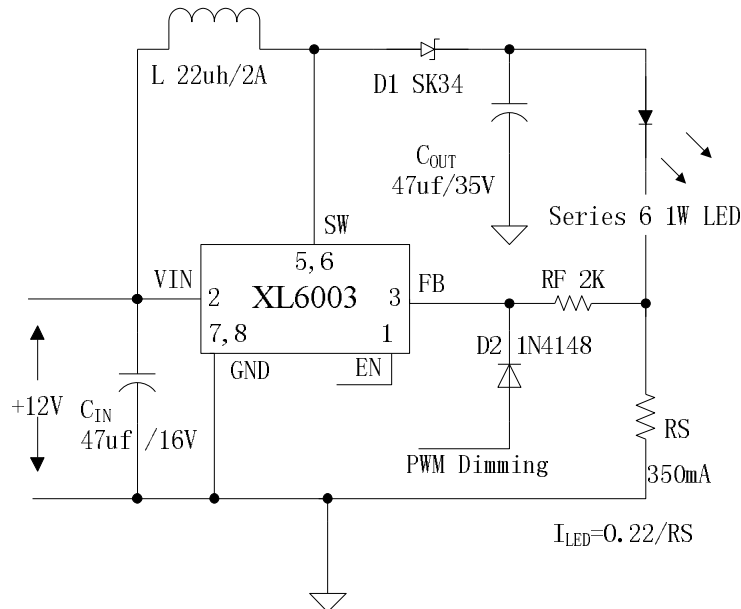 L 22uh/2A
D1 SK34
COUT
47uf/35V
Series 6 1W LED
SW
5,6
VIN
2
XL6003
3
FB
RF 2K
7,8
1
GND
EN
D2 1N4148
+12V
CIN
47uf /16V
PWM Dimming
RS
350mA
ILED=0.22/RS